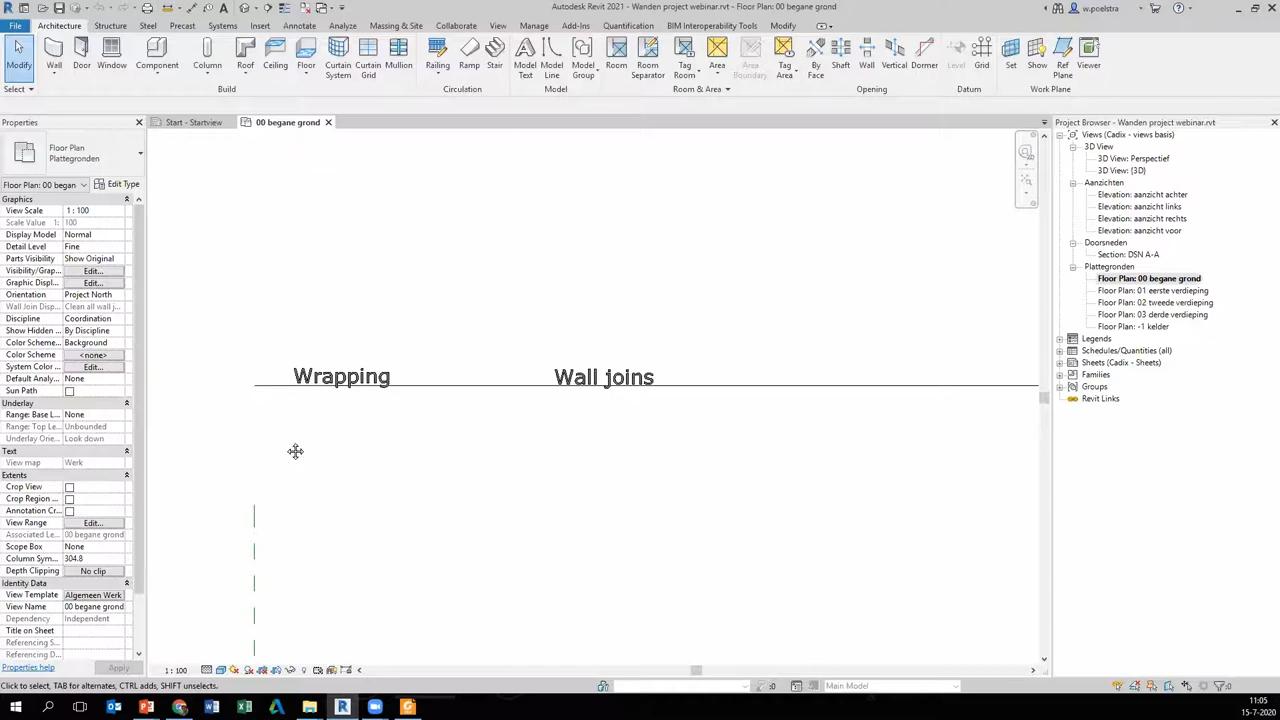 Autodesk Revit 2021 - Wanden project webinar.rvt - Floor Plan: 00 begane grond
w.poelstra
File Architecture Structure Steel Precast Systems Insert Annotate Analyze Massing & Site Collaborate View Manage Add-Ins Quantification BIM Interoperability Tools Modify
Modify Wall Door Window Component Column Roof Ceiling Floor Curtain System Curtain Grid Mullion Railing Ramp Stair Model Text Model Line Model Group Room Room Separator Tag Room Area Area Boundary Tag Area By Face Shaft Wall Vertical Dormer Level Grid Set Show Ref Plane Viewer
Select Build Circulation Model Room & Area Opening Datum Work Plane
Properties
Start - Startview
00 begane grond
Project Browser - Wanden project webinar.rvt
Floor Plan
Plattegronden
Floor Plan: 00 began
Edit Type
Graphics
View Scale 1 : 100
Scale Value 1: 100
Display Model Normal
Detail Level Fine
Parts Visibility Show Original
Visibility/Grap... Edit...
Graphic Displ... Edit...
Orientation Project North
Wall Join Disp... Clean all wall j...
Discipline Coordination
Show Hidden ... By Discipline
Color Scheme... Background
Color Scheme <none>
System Color ... Edit...
Default Analy... None
Sun Path
Underlay
Range: Base L... None
Range: Top Le... Unbounded
Underlay Orie... Look down
Text
View map Werk
Extents
Crop View
Crop Region ...
Annotation Cr...
View Range Edit...
Associated Le... 00 begane grond
Scope Box None
Column Sym... 304.8
Depth Clipping No clip
Identity Data
View Template Algemeen Werk
View Name 00 begane grond
Dependency Independent
Title on Sheet
Referencing S...
Referencing D...
Properties help
Apply
Wrapping
Wall joins
Views (Cadix - views basis)
3D View
3D View: Perspectief
3D View: {3D}
Aanzichten
Elevation: aanzicht achter
Elevation: aanzicht links
Elevation: aanzicht rechts
Elevation: aanzicht voor
Doorsneden
Section: DSN A-A
Plattegronden
Floor Plan: 00 begane grond
Floor Plan: 01 eerste verdieping
Floor Plan: 02 tweede verdieping
Floor Plan: 03 derde verdieping
Floor Plan: -1 kelder
Legends
Schedules/Quantities (all)
Sheets (Cadix - Sheets)
Families
Groups
Revit Links
1 : 100
Click to select, TAB for alternates, CTRL adds, SHIFT unselects.
:0
Main Model
:0
11:05
15-7-2020